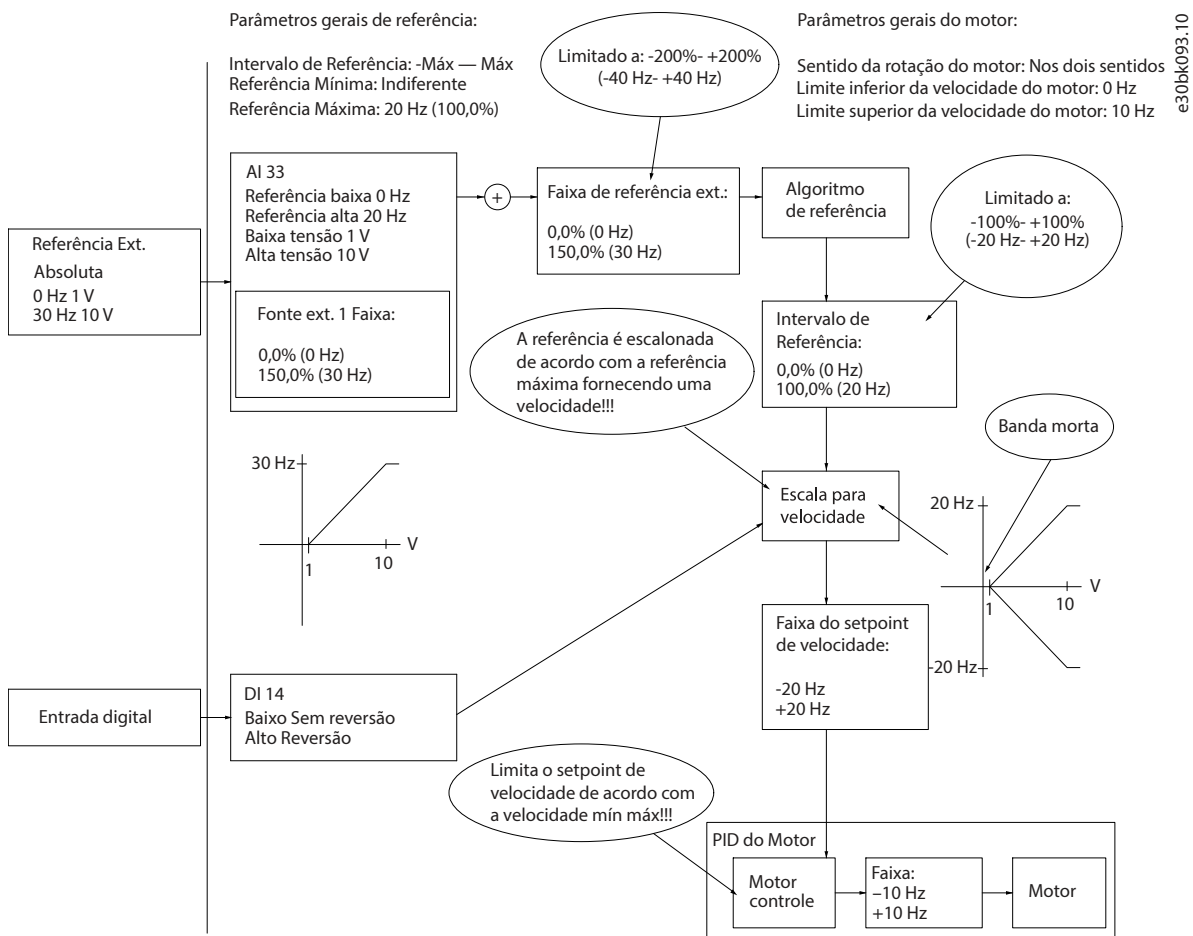 Parâmetros gerais de referência:
Intervalo de Referência: -Máx — Máx
Referência Mínima: Indiferente
Referência Máxima: 20 Hz (100,0%)
Limitado a: -200%- +200%
(-40 Hz- +40 Hz)
Parâmetros gerais do motor:
Sentido da rotação do motor: Nos dois sentidos
Limite inferior da velocidade do motor: 0 Hz
Limite superior da velocidade do motor: 10 Hz
e30bk093.10
Referência Ext.
Absoluta
0 Hz 1 V
30 Hz 10 V
AI 33
Referência baixa 0 Hz
Referência alta 20 Hz
Baixa tensão 1 V
Alta tensão 10 V
Fonte ext. 1 Faixa:
0,0% (0 Hz)
150,0% (30 Hz)
+
Faixa de referência ext.:
0,0% (0 Hz)
150,0% (30 Hz)
Algoritmo
de referência
Limitado a:
-100%- +100%
(-20 Hz- +20 Hz)
Intervalo de
Referência:
0,0% (0 Hz)
100,0% (20 Hz)
A referência é escalonada
de acordo com a referência
máxima fornecendo uma
velocidade!!!
Banda morta
30 Hz
V
1
10
Escala para
velocidade
20 Hz
V
1
10
-20 Hz
Faixa do setpoint
de velocidade:
-20 Hz
+20 Hz
Entrada digital
DI 14
Baixo Sem reversão
Alto Reversão
Limita o setpoint de
velocidade de acordo com
a velocidade mín máx!!!
PID do Motor
Motor
controle
Faixa:
–10 Hz
+10 Hz
Motor